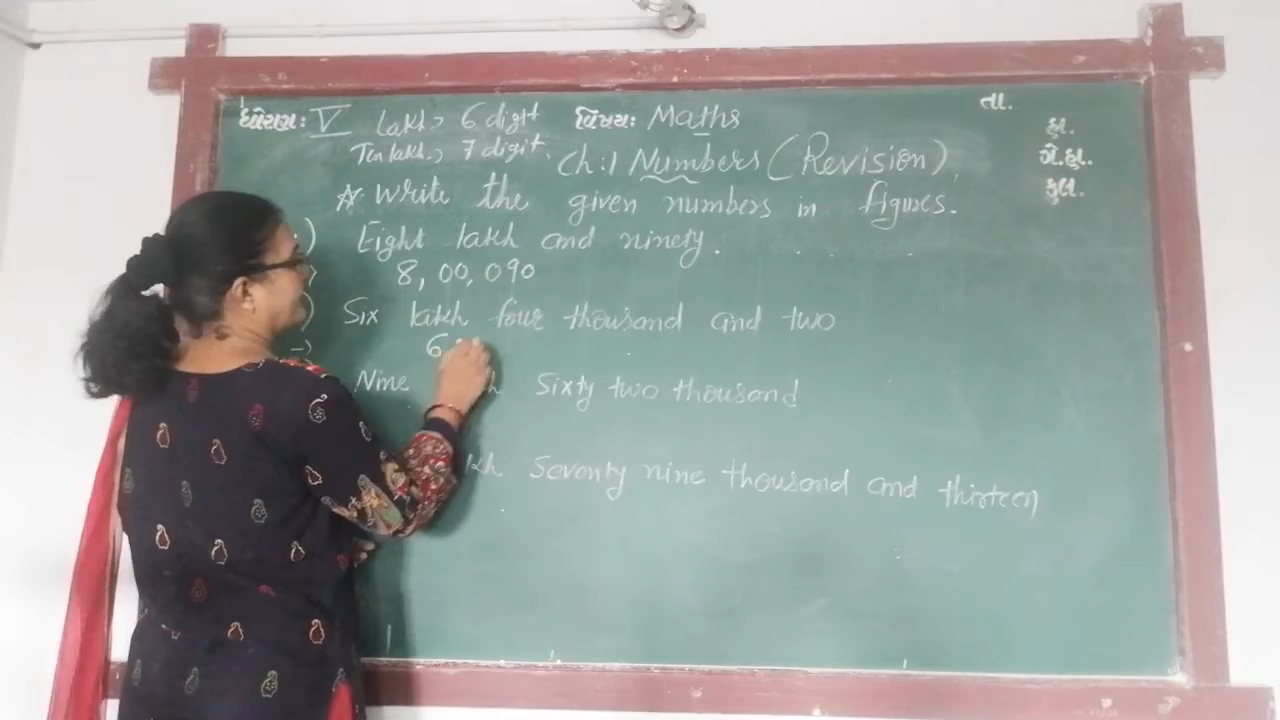 ધોરણ: V lakh → 6 digit વિષય: Maths તા.
Ten lakh → 7 digit. Ch:1 Numbers (Revision),
હા.
ગે.હા.
કુલ.
☆ Write the given numbers in figures.
) Eight lakh and ninety.
8,00,090
) Six lakh four thousand and two
→ 6
Nine Sixty two thousand
kh Seventy nine thousand and thirteen